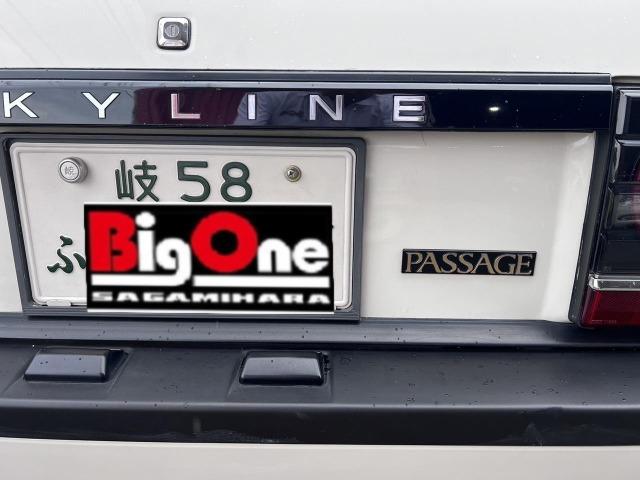 KYLINE
岐 58
ふ
BigOne
SAGAMIHARA
PASSAGE